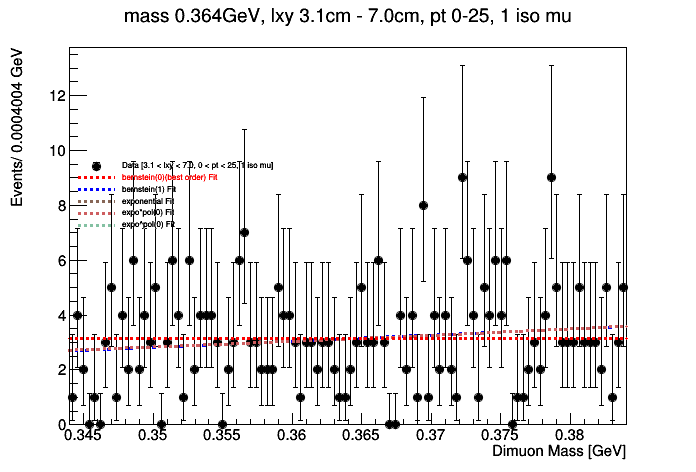 mass 0.364GeV, lxy 3.1cm - 7.0cm, pt 0-25, 1 iso mu
Events/ 0.0004004 GeV
12
10
8
6
4
2
0
Data [3.1 < lxy < 7.0, 0 < pt < 25, 1 iso mu]
bernstein(0)(best order) Fit
bernstein(1) Fit
exponential Fit
expo*pol(0) Fit
expo*pol(0) Fit
0.345 0.35 0.355 0.36 0.365 0.37 0.375 0.38
Dimuon Mass [GeV]